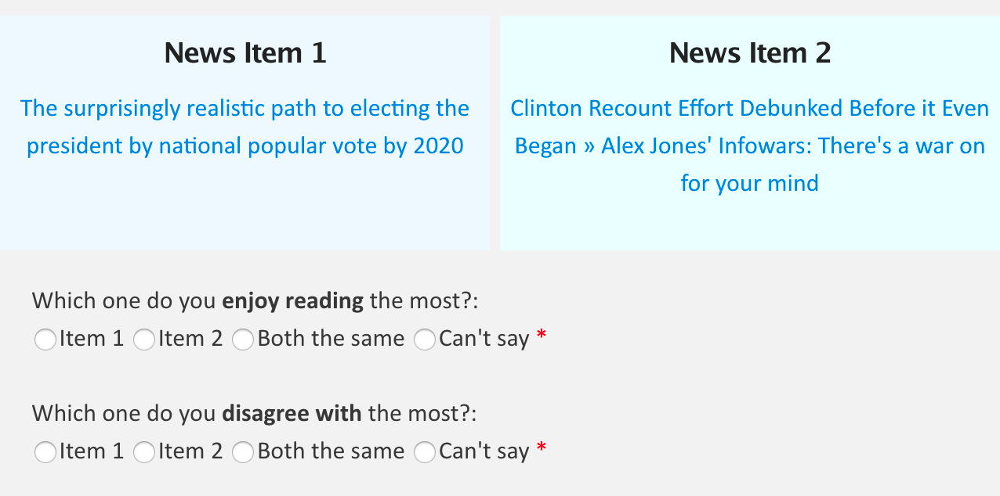 News Item 1
The surprisingly realistic path to electing the
president by national popular vote by 2020
News Item 2
Clinton Recount Effort Debunked Before it Even
Began » Alex Jones' Infowars: There's a war on
for your mind
Which one do you enjoy reading the most?:
Item 1 Item 2 Both the same Can't say *
Which one do you disagree with the most?:
Item 1 Item 2 Both the same Can't say *